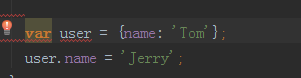 var user = {name: 'Tom'};
user.name = 'Jerry';